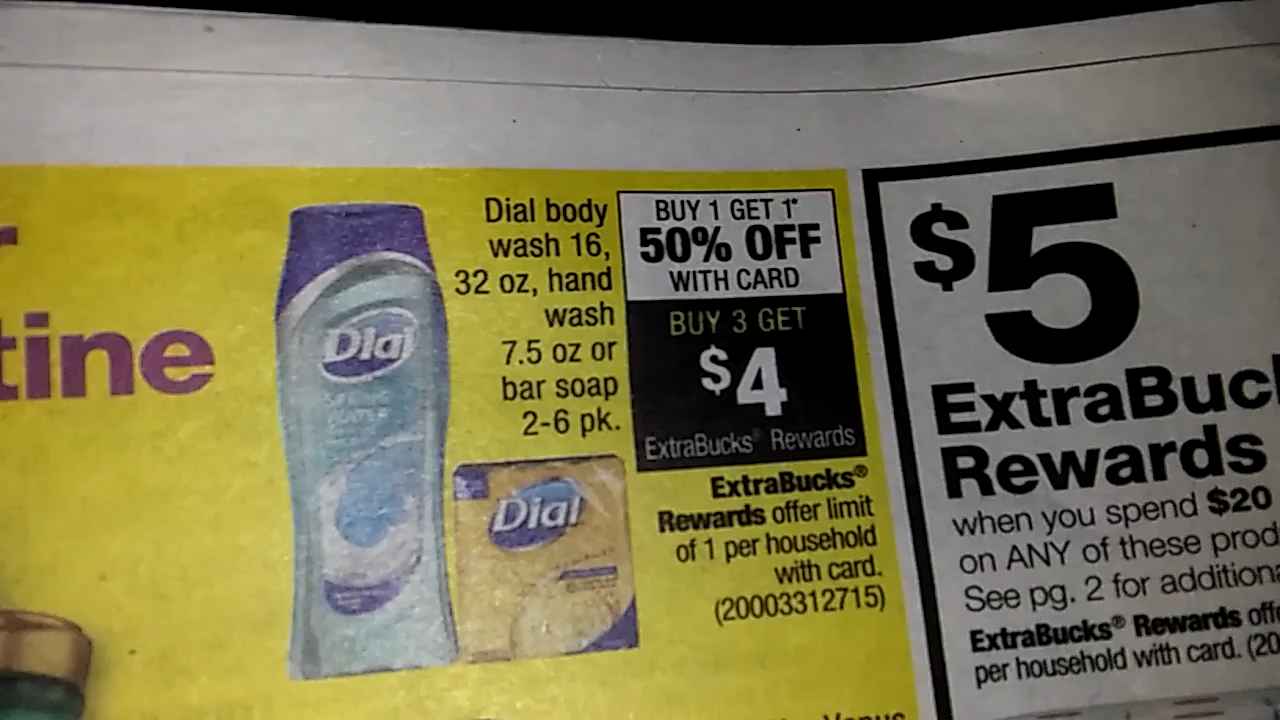 tine
Dial
Dial
Dial body
wash 16,
32 oz, hand
wash
7.5 oz or
bar soap
2-6 pk.
BUY 1 GET 1*
50% OFF
WITH CARD
BUY 3 GET
$4
ExtraBucks® Rewards
ExtraBucks®
Rewards offer limit
of 1 per household
with card.
(20003312715)
$5
ExtraBuc
Rewards
when you spend $20
on ANY of these prod
See pg. 2 for additiona
ExtraBucks® Rewards off
per household with card. (20
Venus